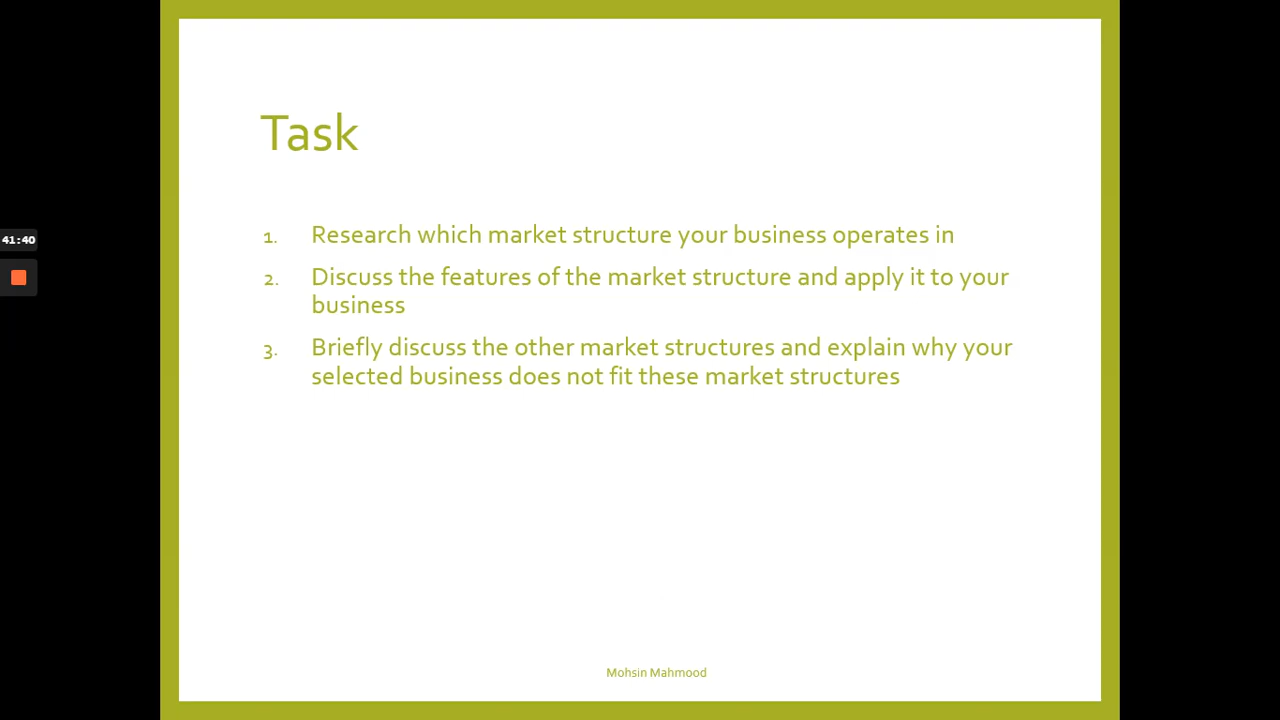 Task
41:40
1. Research which market structure your business operates in
2. Discuss the features of the market structure and apply it to your
business
3. Briefly discuss the other market structures and explain why your
selected business does not fit these market structures
Mohsin Mahmood